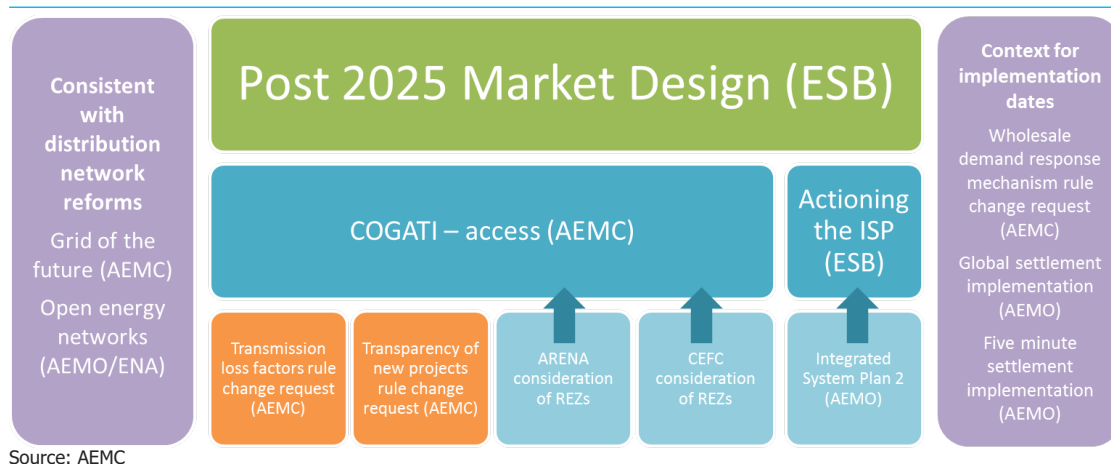 Consistent
with
distribution
network
reforms
Grid of the
future (AEMC)
Open energy
networks
(AEMO/ENA)
Post 2025 Market Design (ESB)
COGATI – access (AEMC)
Actioning
the ISP
(ESB)
Transmission
loss factors rule
change request
(AEMC)
Transparency of
new projects
rule change
request (AEMC)
ARENA
consideration
of REZs
CEFC
consideration
of REZs
Integrated
System Plan 2
(AEMO)
Context for
implementation
dates
Wholesale
demand response
mechanism rule
change request
(AEMC)
Global settlement
implementation
(AEMO)
Five minute
settlement
implementation
(AEMO)
Source: AEMC